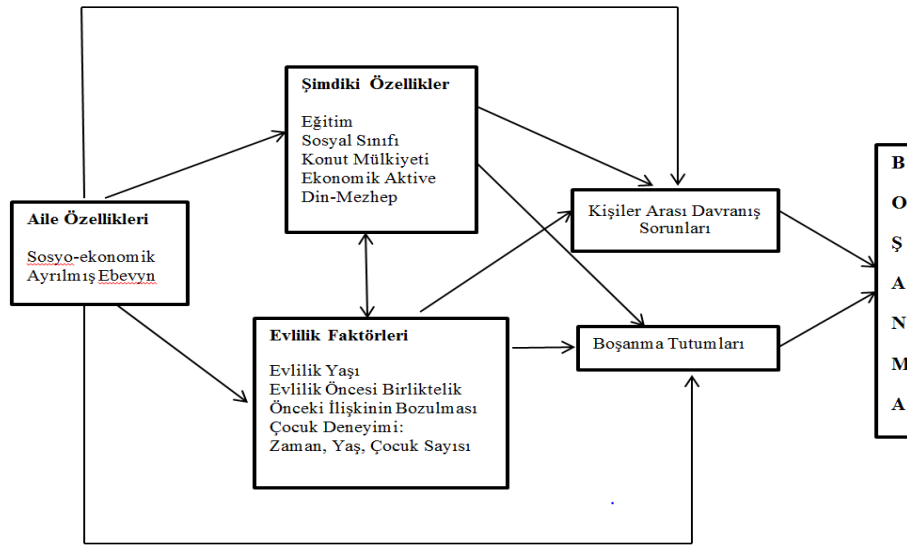 Aile Özellikleri
Sosyo-ekonomik
Ayrılmış Ebevyn
Şimdiki Özellikler
Eğitim
Sosyal Sınıfı
Konut Mülkiyeti
Ekonomik Aktive
Din-Mezhep
Evlilik Faktörleri
Evlilik Yaşı
Evlilik Öncesi Birliktelik
Önceki İlişkinin Bozulması
Çocuk Deneyimi:
Zaman, Yaş, Çocuk Sayısı
Kişiler Arası Davranış
Sorunları
Boşanma Tutumları
B
O
Ş
A
N
M
A